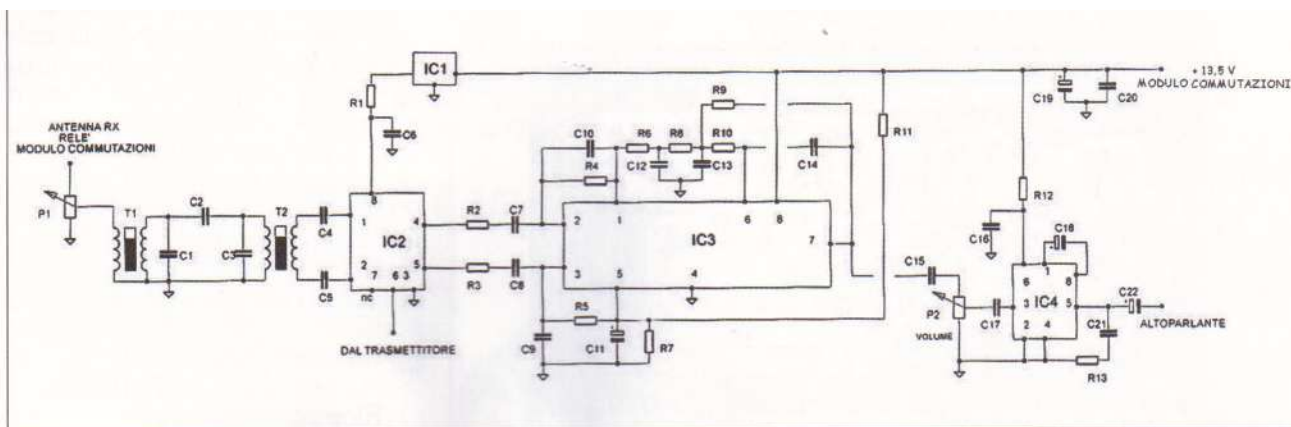 IC1
+ 13,5 V
MODULO COMMUTAZIONI
C19
C20
R1
C6
R9
R11
ANTENNA RX
RELE'
MODULO COMMUTAZIONI
P1
T1
C2
T2
C1
C3
C4
C5
8
1
4
IC2
2
7
6
3
5
nc
DAL TRASMETTITORE
R2
C7
R3
C8
C10
R4
R6
R8
R10
C12
C13
C14
2
1
6
8
IC3
7
3
5
4
R5
C9
C11
R7
R12
C16
C18
C15
P2
VOLUME
C17
6
1
8
3
IC4
5
2
4
C22
C21
ALTOPARLANTE
R13